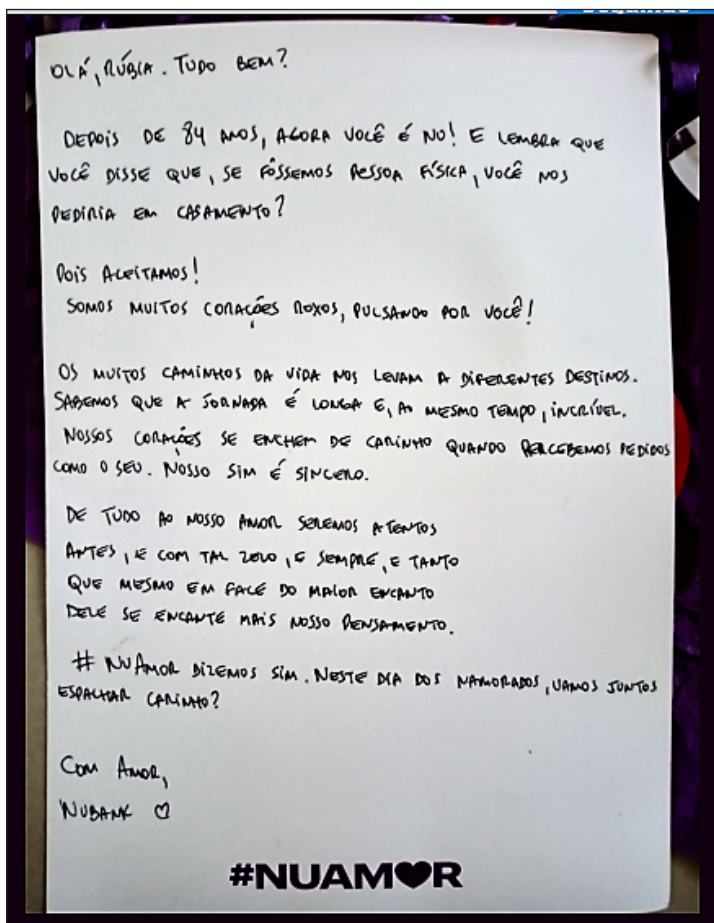 OLÁ, RÚBIA. TUDO BEM?
DEPOIS DE 84 ANOS, AGORA VOCÊ É NU! E LEMBRA QUE
VOCÊ DISSE QUE, SE FÔSSEMOS PESSOA FÍSICA, VOCÊ NOS
PEDIRIA EM CASAMENTO?
POIS ACEITAMOS!
SOMOS MUITOS CORAÇÕES ROXOS, PULSANDO POR VOCÊ!
OS MUITOS CAMINHOS DA VIDA NOS LEVAM A DIFERENTES DESTINOS.
SABEMOS QUE A JORNADA É LONGA E, AO MESMO TEMPO, INCRÍVEL.
NOSSOS CORAÇÕES SE ENCHEM DE CARINHO QUANDO RECEBEMOS PEDIDOS
COMO O SEU. NOSSO SIM É SINCERO.
DE TUDO AO NOSSO AMOR SEREMOS ATENTOS
ANTES, E COM TAL ZELO, E SEMPRE, E TANTO
QUE MESMO EM FACE DO MAIOR ENCANTO
DELE SE ENCANTE MAIS NOSSO PENSAMENTO.
# NUAMOR DIZEMOS SIM. NESTE DIA DOS NAMORADOS, VAMOS JUNTOS
ESPALHAR CARINHO?
COM AMOR,
NUBANK ♡
#NUAM♥R